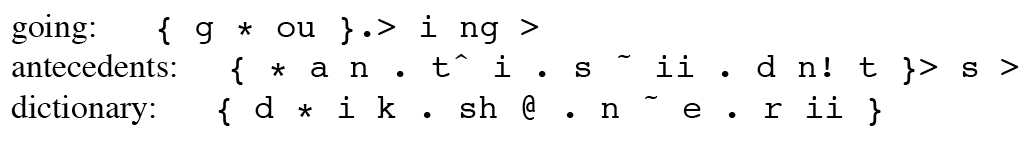 going: { g * ou }.> i ng >
antecedents: { * a n . t^ i . s ~ ii . d n! t }> s >
dictionary: { d * i k . sh @ . n ~ e . r ii }